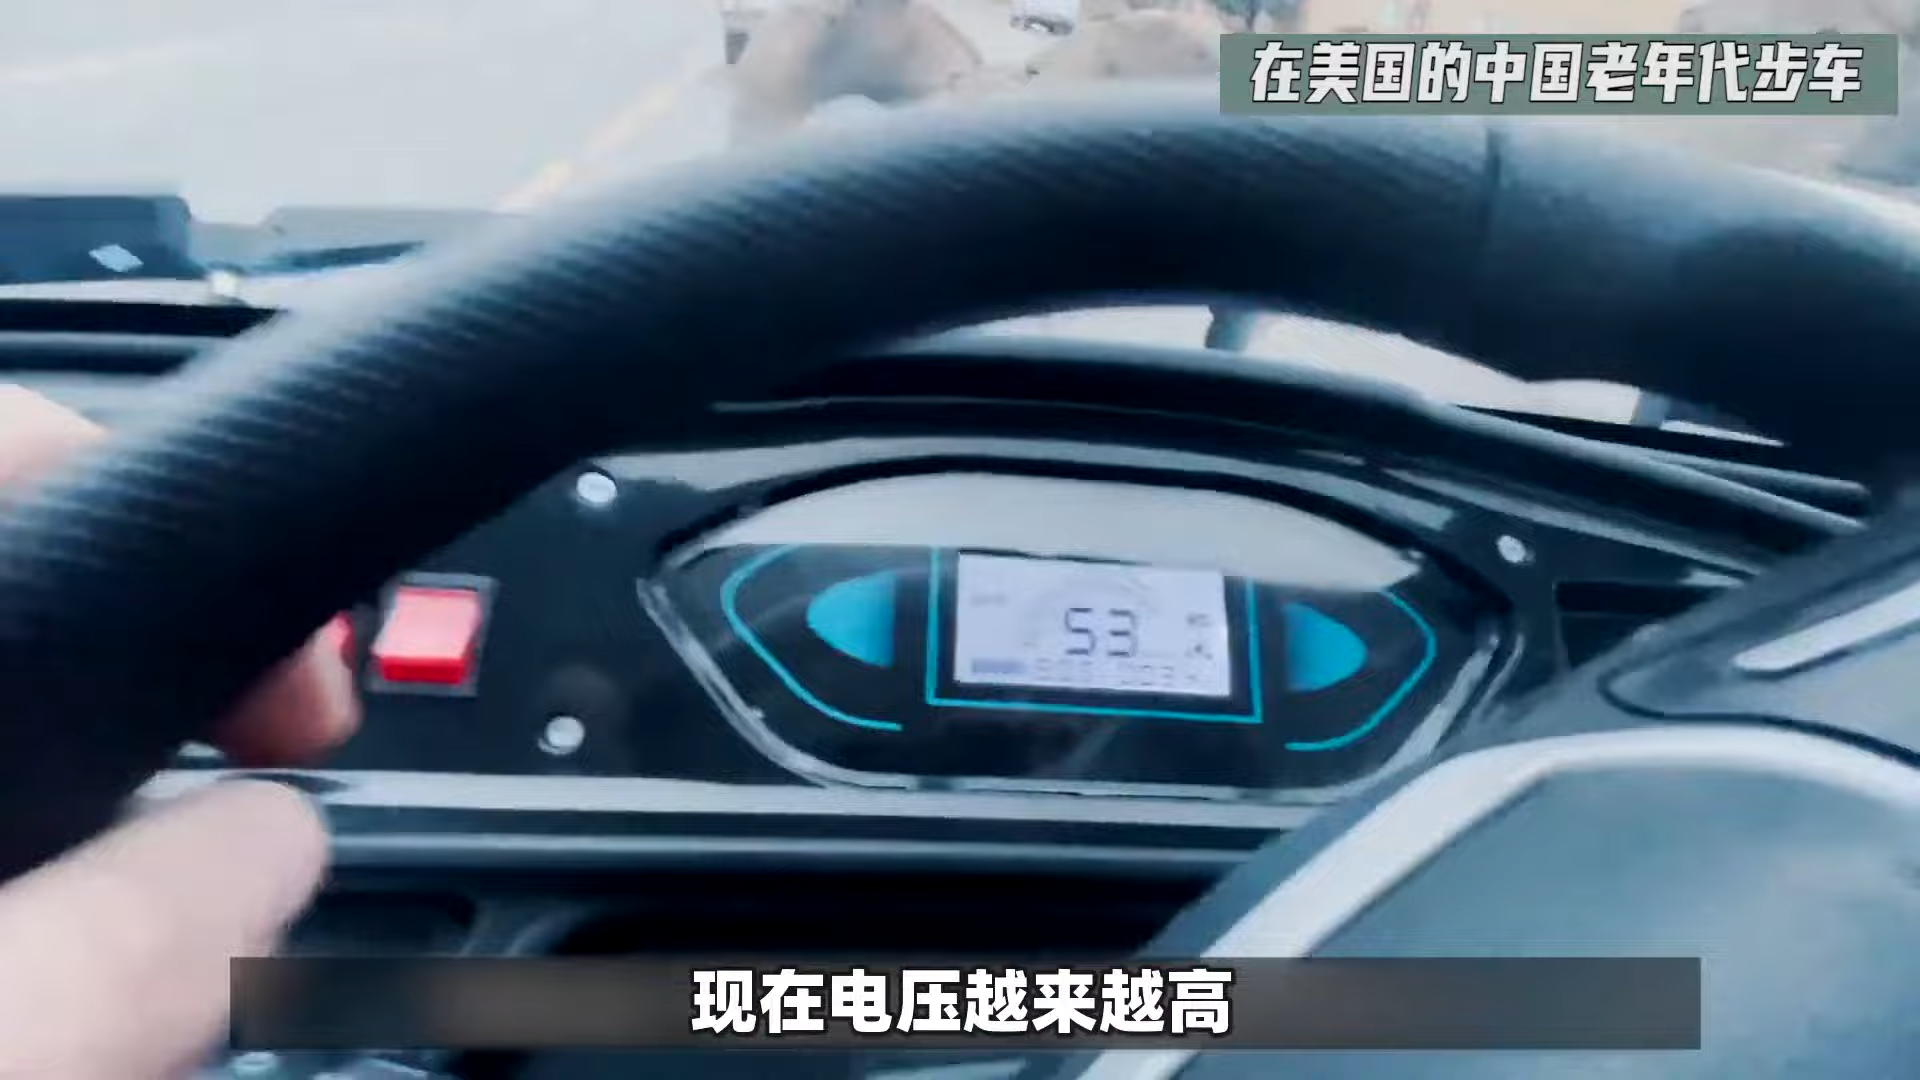 在美国的中国老年代步车
53
现在电压越来越高